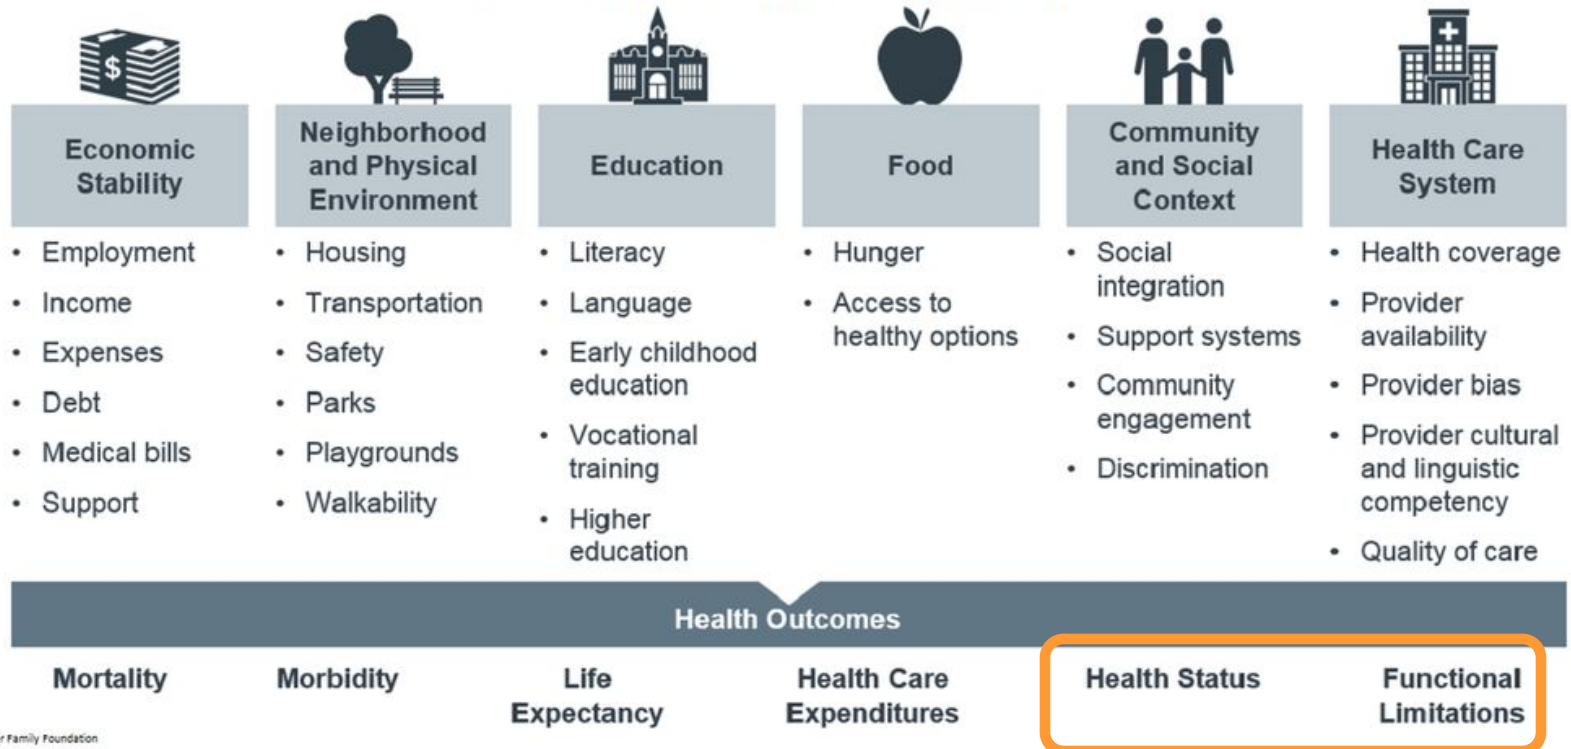 $
Economic
Stability
• Employment
• Income
• Expenses
• Debt
• Medical bills
• Support
Neighborhood
and Physical
Environment
• Housing
• Transportation
• Safety
• Parks
• Playgrounds
• Walkability
Education
• Literacy
• Language
• Early childhood
education
• Vocational
training
• Higher
education
Food
• Hunger
• Access to
healthy options
Community
and Social
Context
• Social
integration
• Support systems
• Community
engagement
• Discrimination
Health Care
System
• Health coverage
• Provider
availability
• Provider bias
• Provider cultural
and linguistic
competency
• Quality of care
Health Outcomes
Mortality
Morbidity
Life
Expectancy
Health Care
Expenditures
Health Status
Functional
Limitations
r Family Foundation